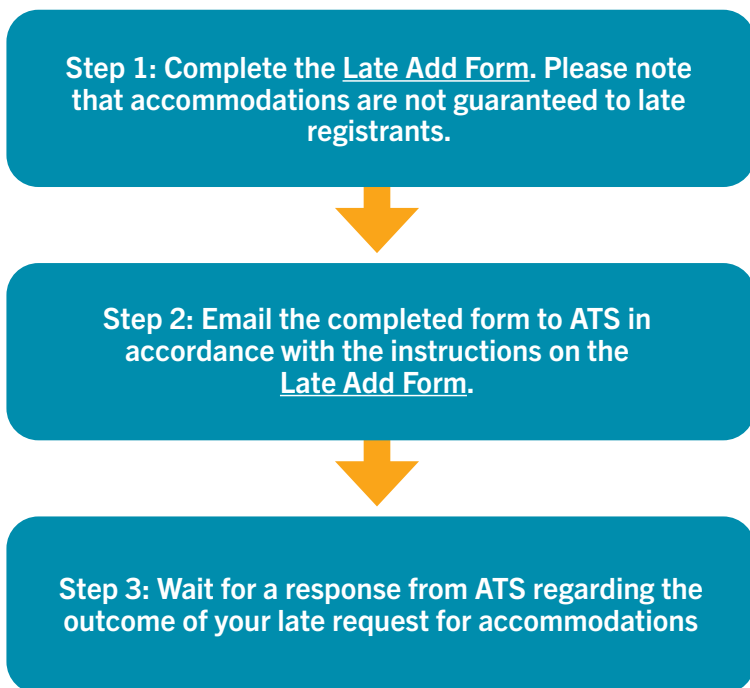 Step 1: Complete the Late Add Form. Please note
that accommodations are not guaranteed to late
registrants.
Step 2: Email the completed form to ATS in
accordance with the instructions on the
Late Add Form.
Step 3: Wait for a response from ATS regarding the
outcome of your late request for accommodations